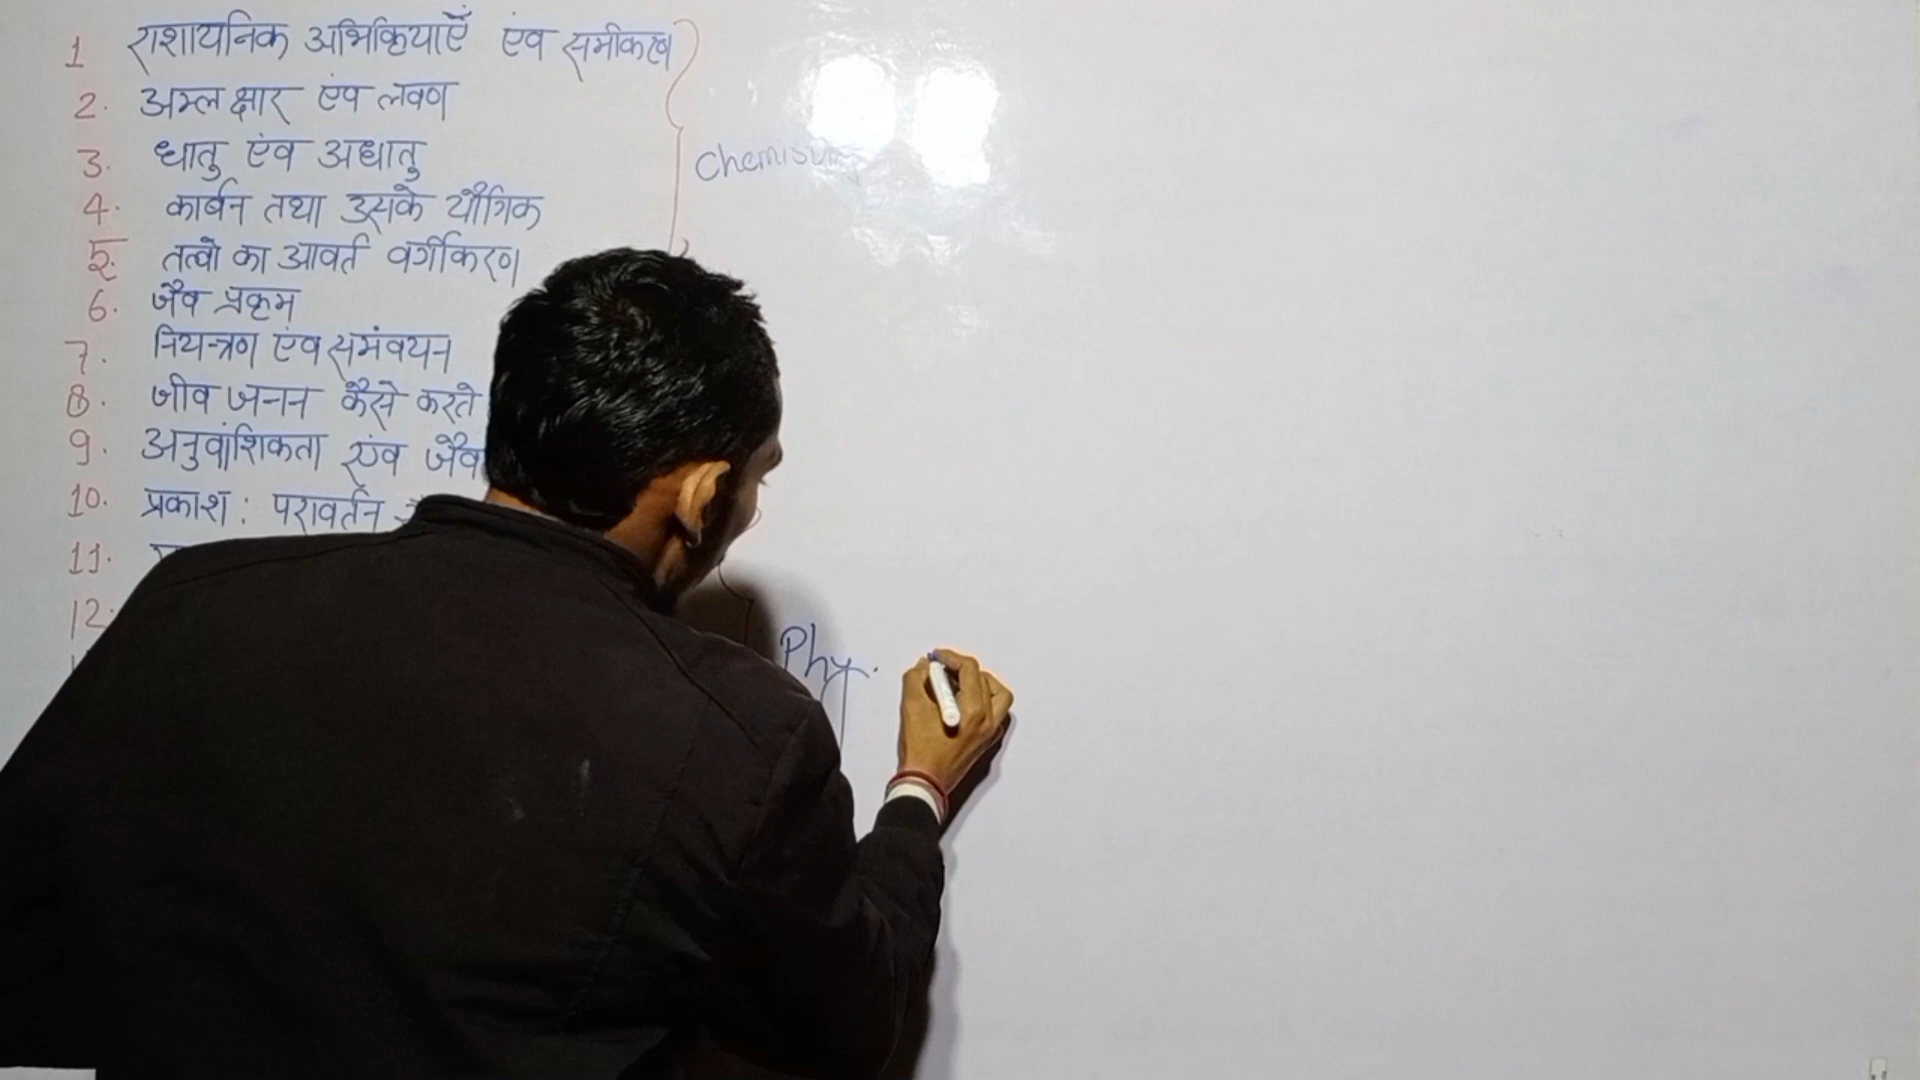 1 राशायनिक अभिक्रियाएँ एंव समीकरण
2. अम्ल क्षार एंव लवण
3. धातु एंव अधातु
4. कार्बन तथा उसके यौगिक
5. तत्वो का आवर्त वर्गीकरण
6. जैव प्रक्रम
7. नियन्त्रण एंव समंवयन
8. जीव जनन कैसे करते
9. अनुवांशिकता एंव जैव
10. प्रकाश: परावर्तन
11.
12.
Chemistry
Phy.